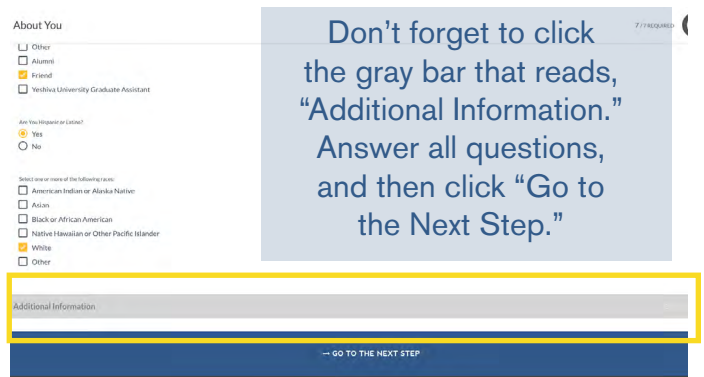 About You
7 / 7 REQUIRED
Other
Alumni
Friend
Yeshiva University Graduate Assistant
Are You Hispanic or Latino?
Yes
No
Select one or more of the following races:
American Indian or Alaska Native
Asian
Black or African American
Native Hawaiian or Other Pacific Islander
White
Other
Don't forget to click
the gray bar that reads,
“Additional Information.”
Answer all questions,
and then click “Go to
the Next Step.”
Additional Information
→ GO TO THE NEXT STEP